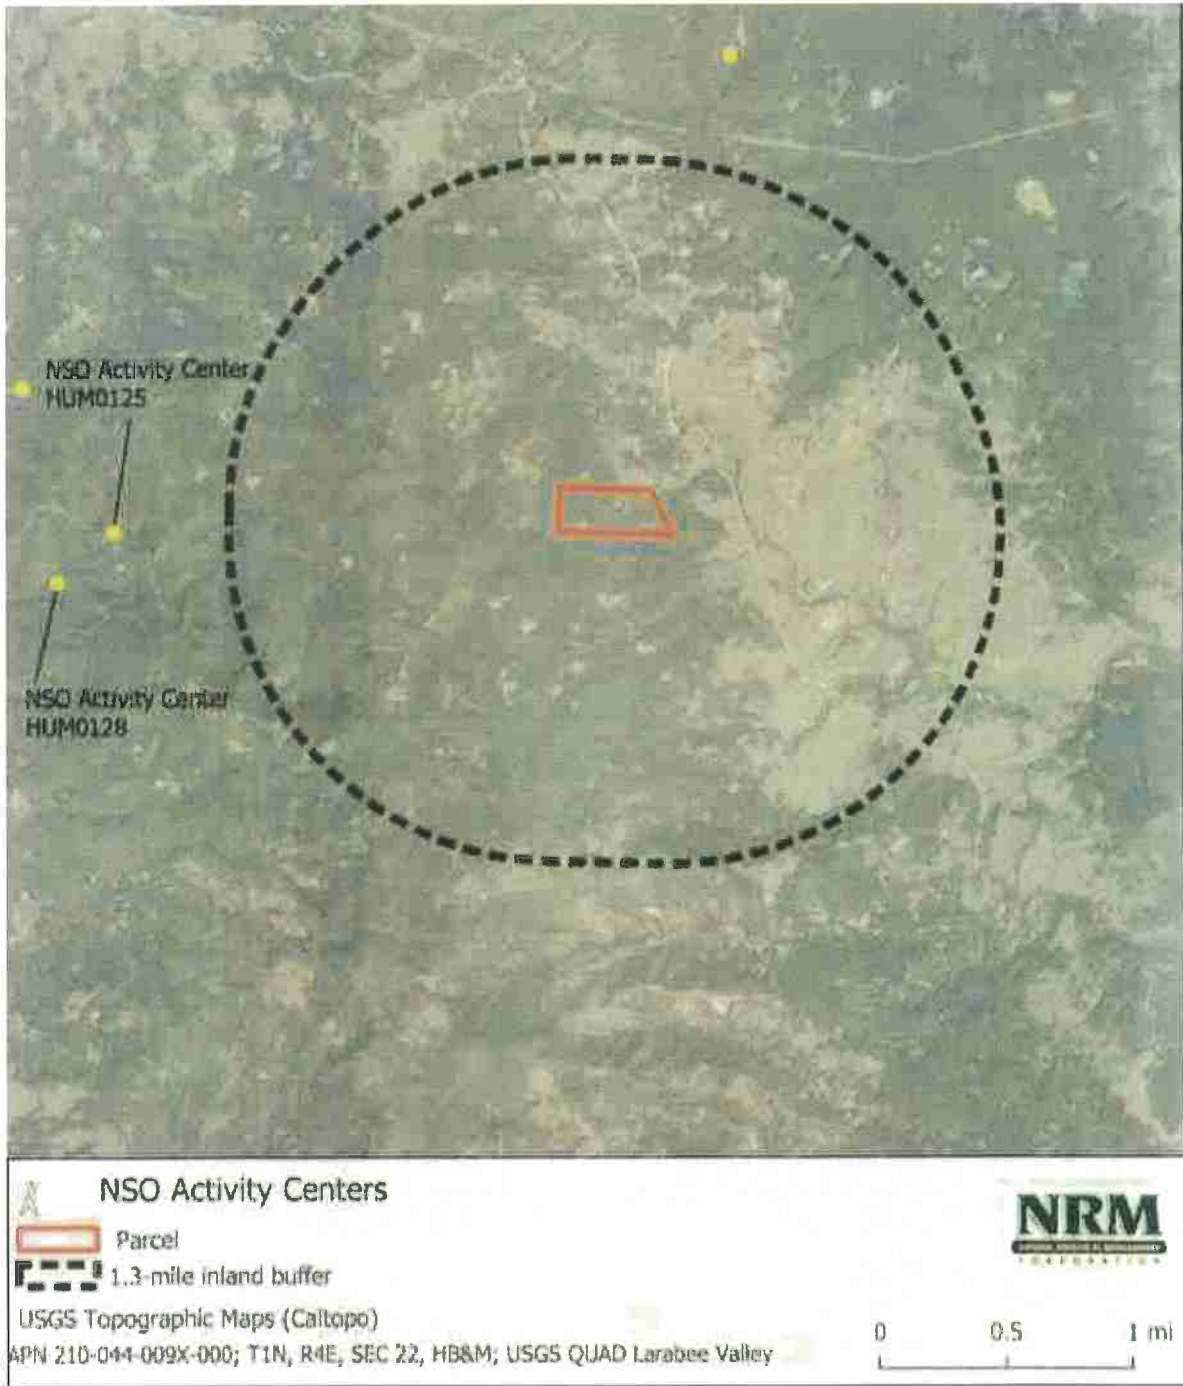 NSO Activity Center
HUM0125
NSO Activity Center
HUM0128
NSO Activity Centers
Parcel
1.3-mile inland buffer
USGS Topographic Maps (Caltopo)
APN 210-044-009X-000; T1N, R4E, SEC 22, HB&M; USGS QUAD Larabee Valley
NRM
CORPORATION
0 0.5 1 mi